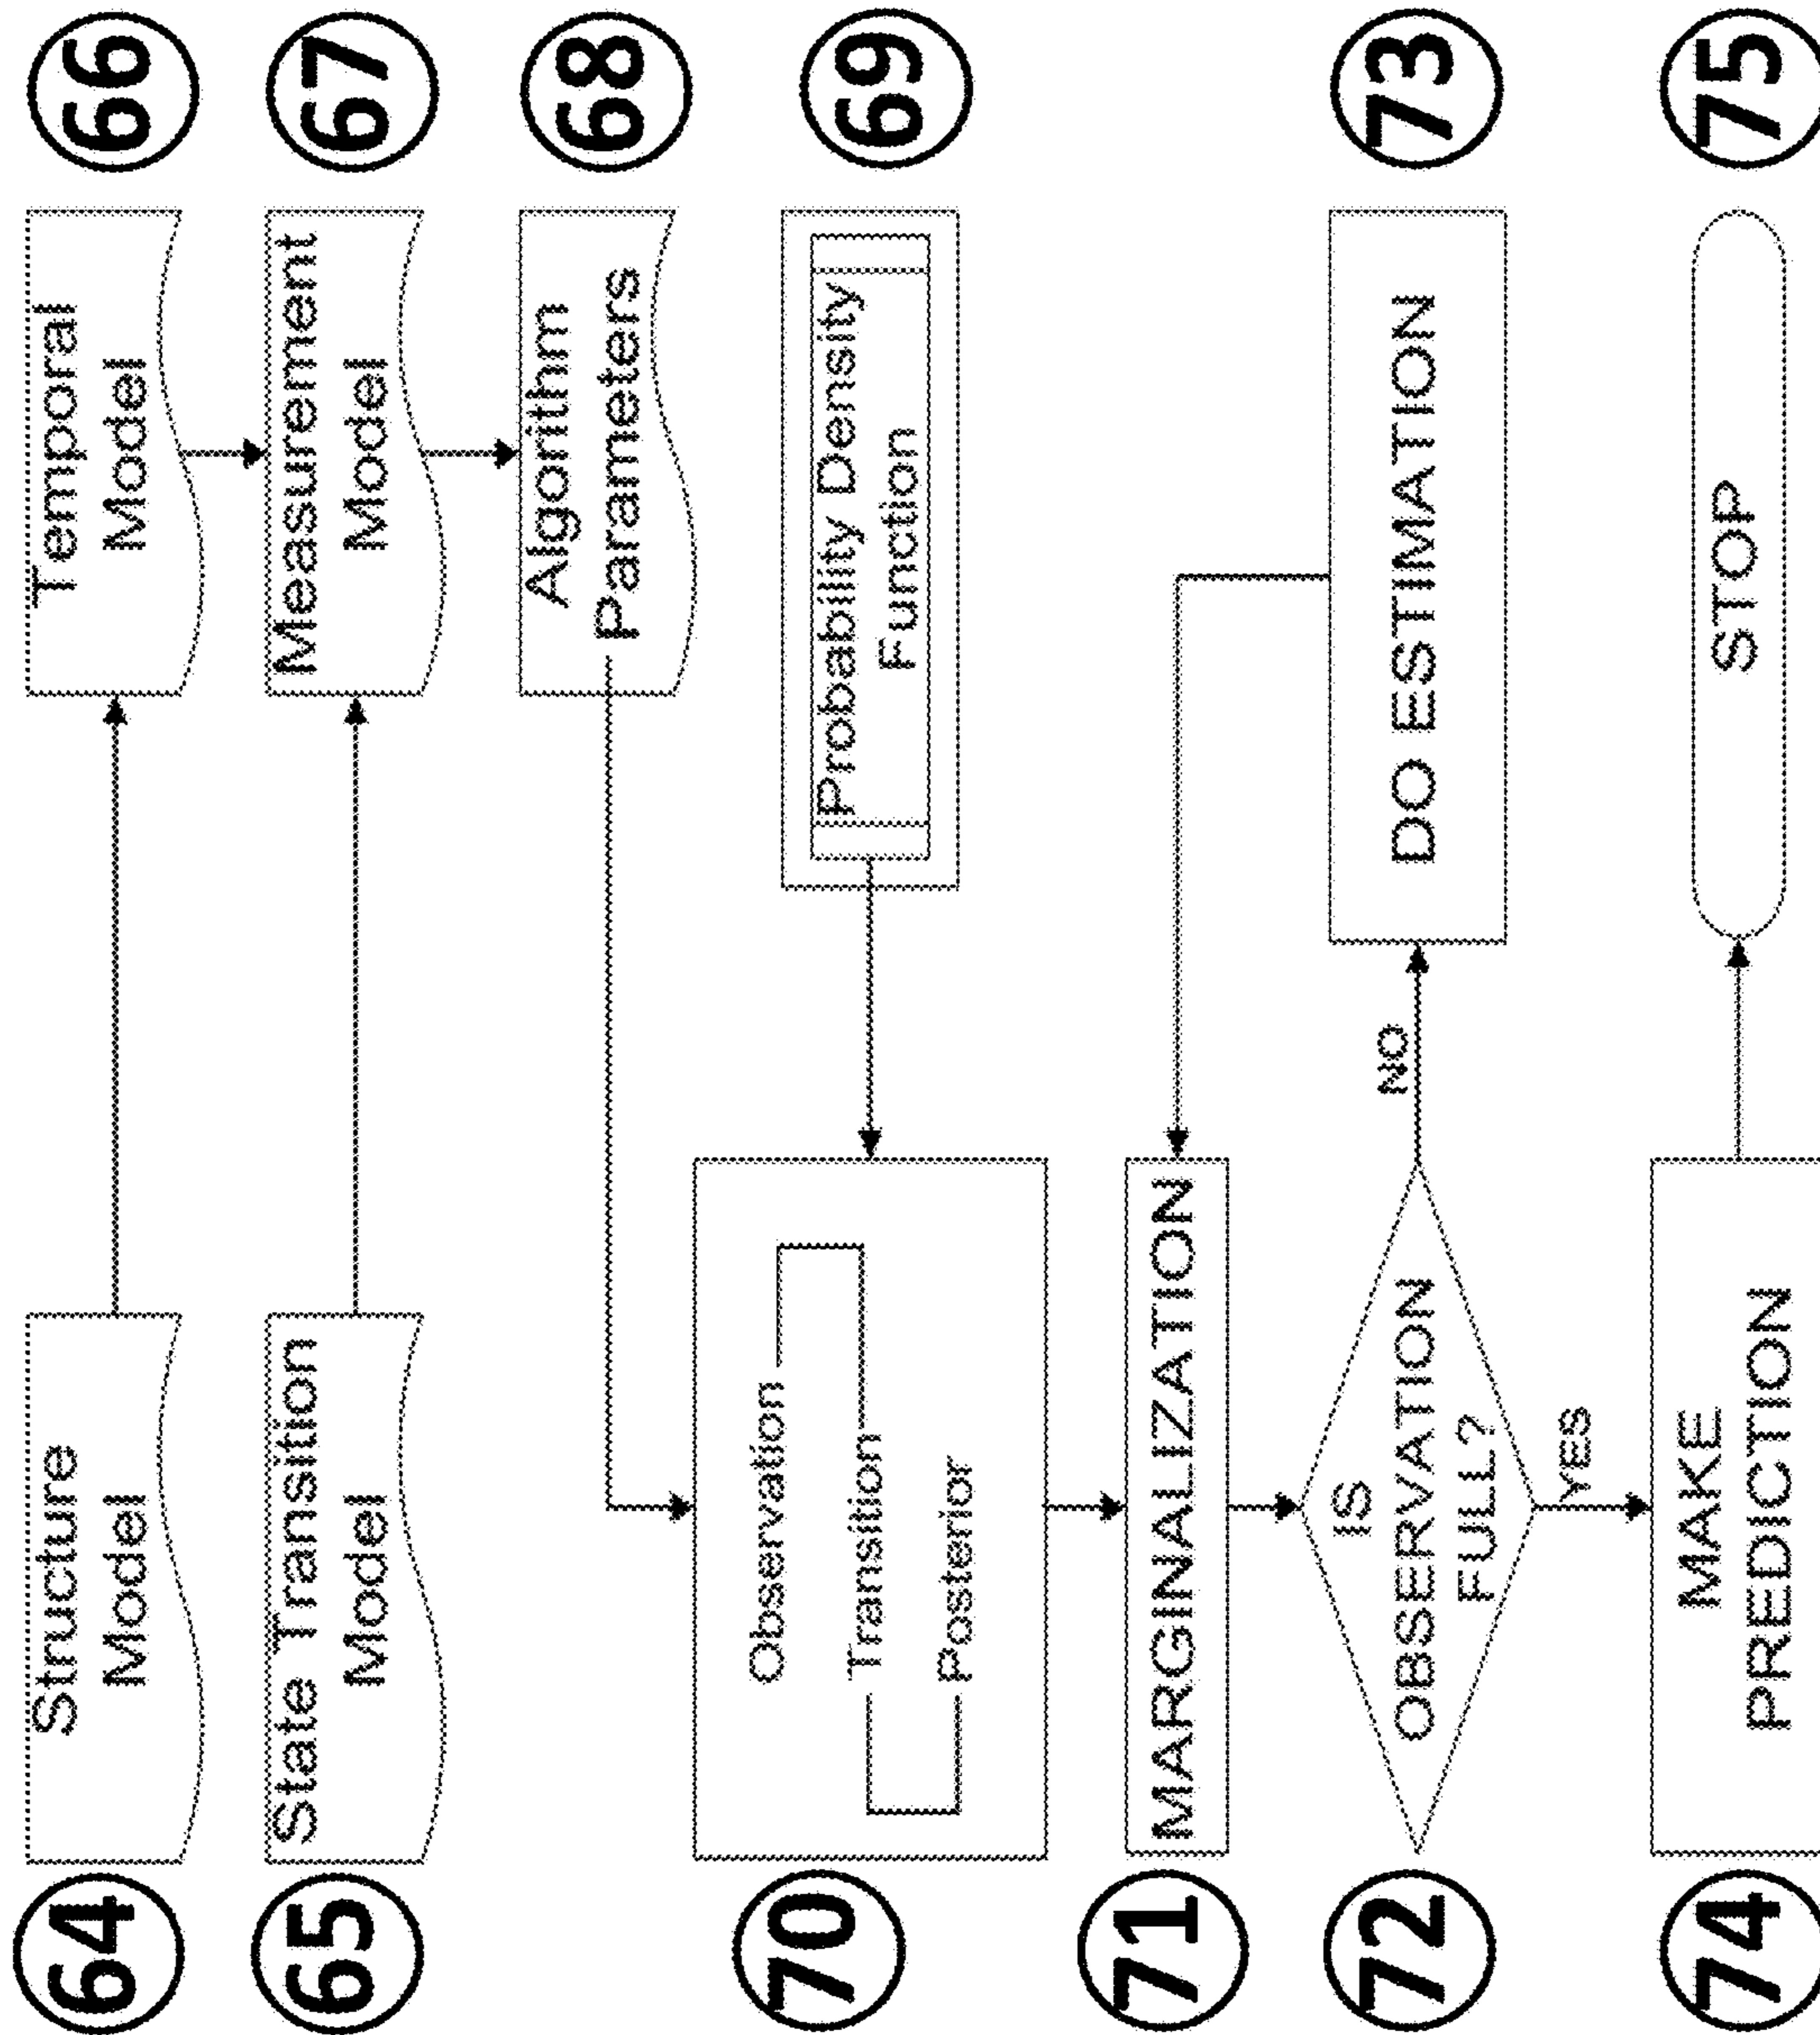 64
Structure
Model
Temporal
Model
66
65
State Transition
Model
Measurement
Model
67
Algorithm
Parameters
68
70
Observation
Transition
Posterior
Probability Density
Function
69
71
MARGINALIZATION
72
IS
OBSERVATION
FULL?
NO
YES
DO ESTIMATION
73
74
MAKE
PREDICTION
STOP
75